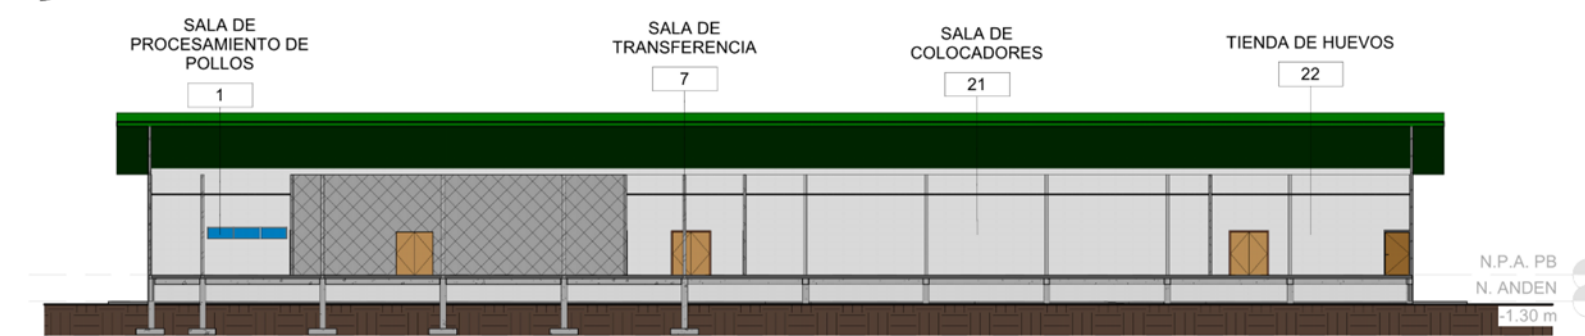 SALA DE
PROCESAMIENTO DE
POLLOS
1
SALA DE
TRANSFERENCIA
7
SALA DE
COLOCADORES
21
TIENDA DE HUEVOS
22
N.P.A. PB
N. ANDEN
-1.30 m